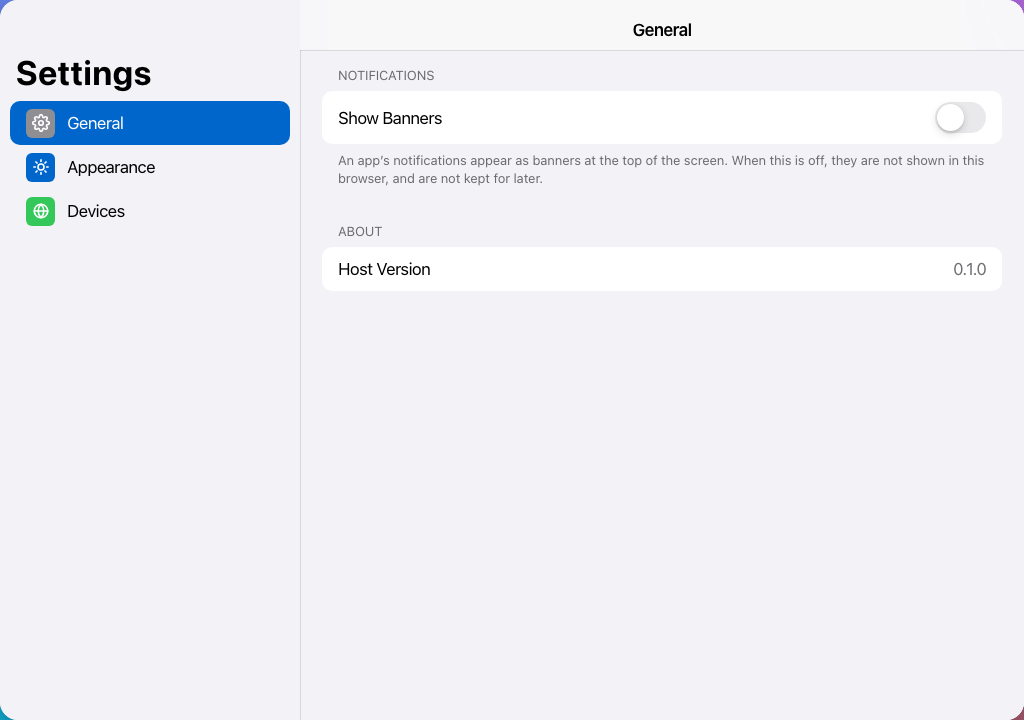 Settings
General
Appearance
Devices
General
NOTIFICATIONS
Show Banners
An app's notifications appear as banners at the top of the screen. When this is off, they are not shown in this
browser, and are not kept for later.
ABOUT
Host Version 0.1.0